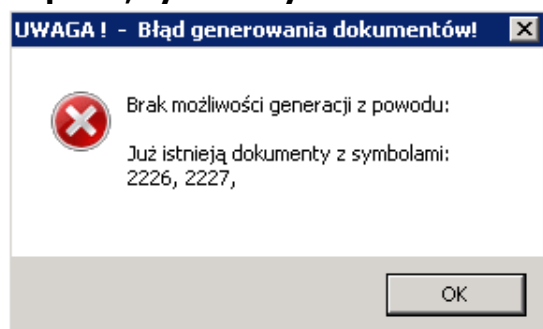 UWAGA ! - Błąd generowania dokumentów!
Brak możliwości generacji z powodu:
Już istnieją dokumenty z symbolami:
2226, 2227,
OK